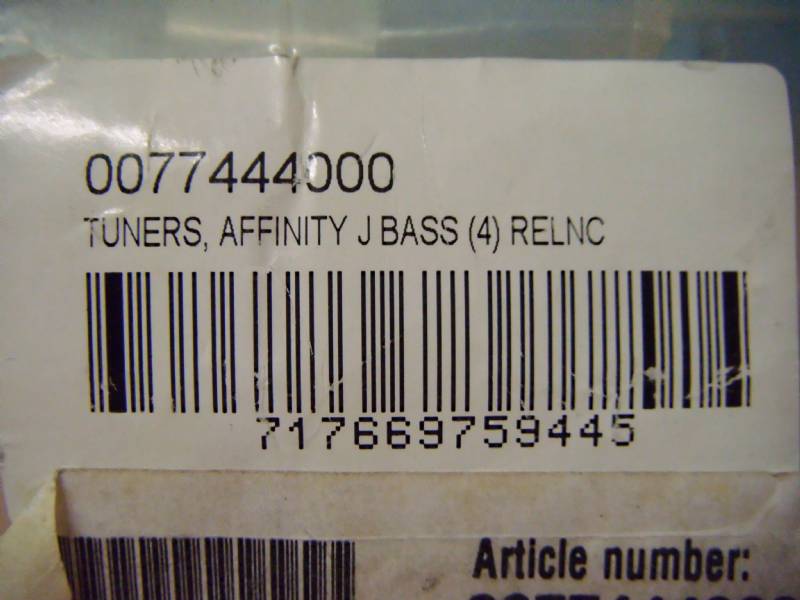 0077444000
TUNERS, AFFINITY J BASS (4) RELNC
717669759445
Article number: